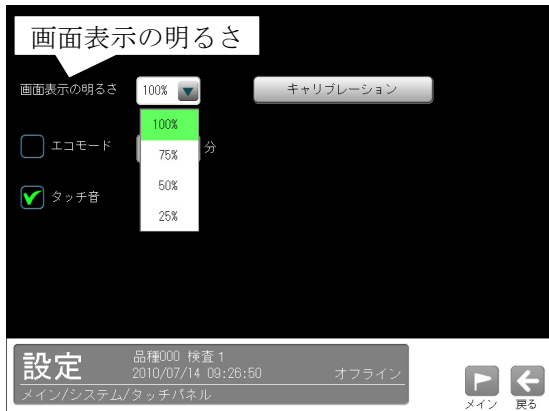 画面表示の明るさ
画面表示の明るさ 100% キャリブレーション
100%
エコモード 75% 分
50%
タッチ音
25%
設定 品種000 検査1
2010/07/14 09:26:50 オフライン
メイン/システム/タッチパネル
メイン 戻る